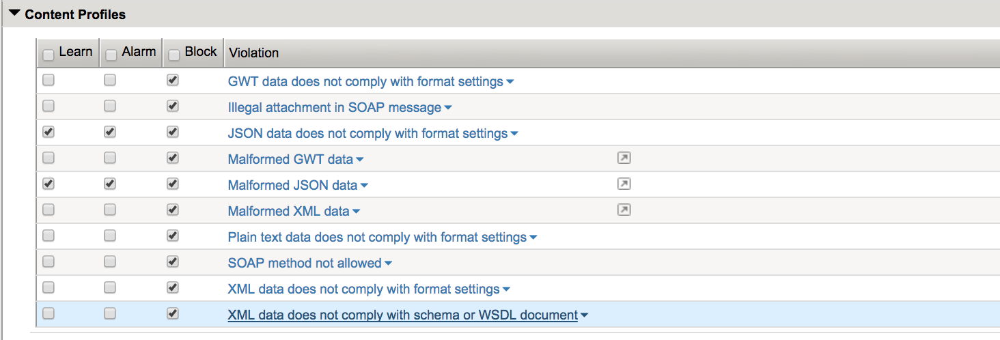 Content Profiles
Learn Alarm Block Violation
GWT data does not comply with format settings
Illegal attachment in SOAP message
JSON data does not comply with format settings
Malformed GWT data
Malformed JSON data
Malformed XML data
Plain text data does not comply with format settings
SOAP method not allowed
XML data does not comply with format settings
XML data does not comply with schema or WSDL document